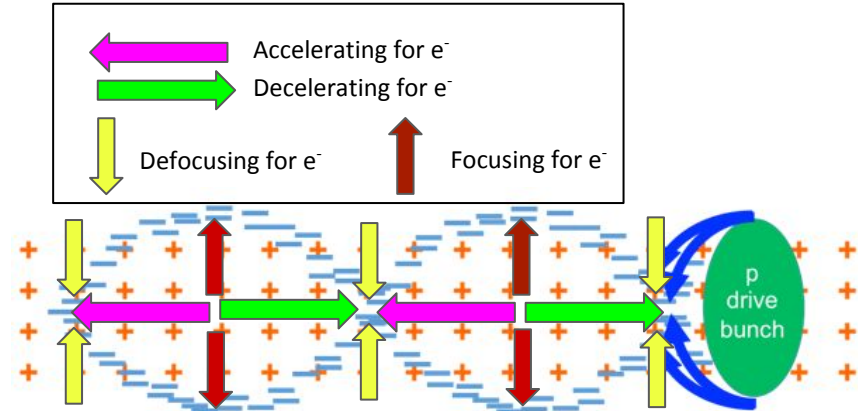 Accelerating for e⁻
Decelerating for e⁻
Defocusing for e⁻
Focusing for e⁻
p
drive
bunch